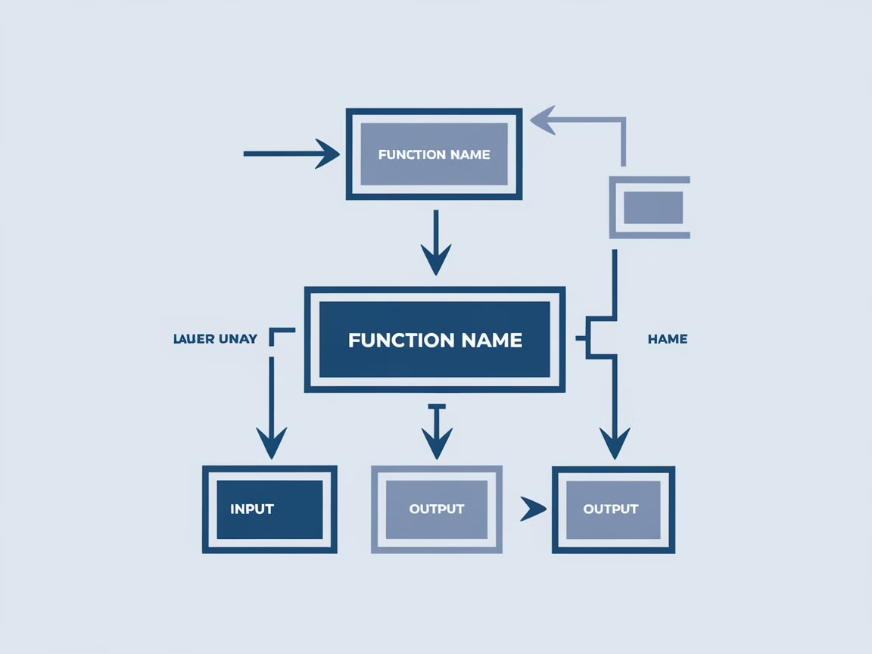 FUNCTION NAME
LAUER UNAY
FUNCTION NAME
HAME
INPUT
OUTPUT
OUTPUT